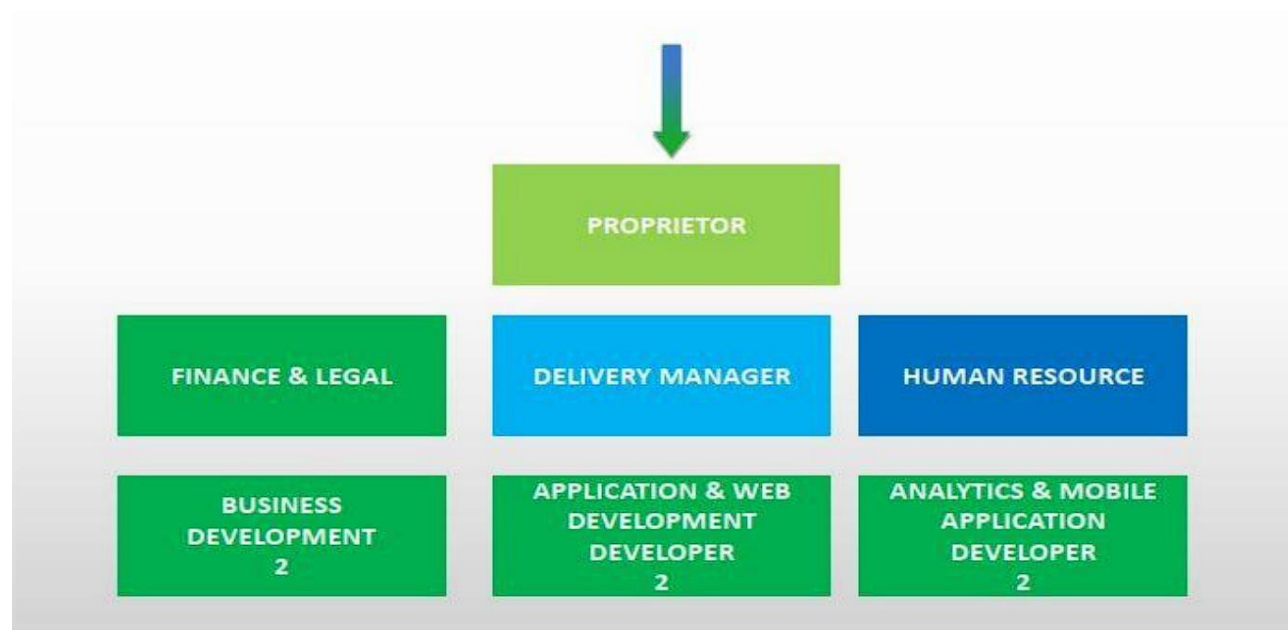 PROPRIETOR
FINANCE & LEGAL
DELIVERY MANAGER
HUMAN RESOURCE
BUSINESS
DEVELOPMENT
2
APPLICATION & WEB
DEVELOPMENT
DEVELOPER
2
ANALYTICS & MOBILE
APPLICATION
DEVELOPER
2